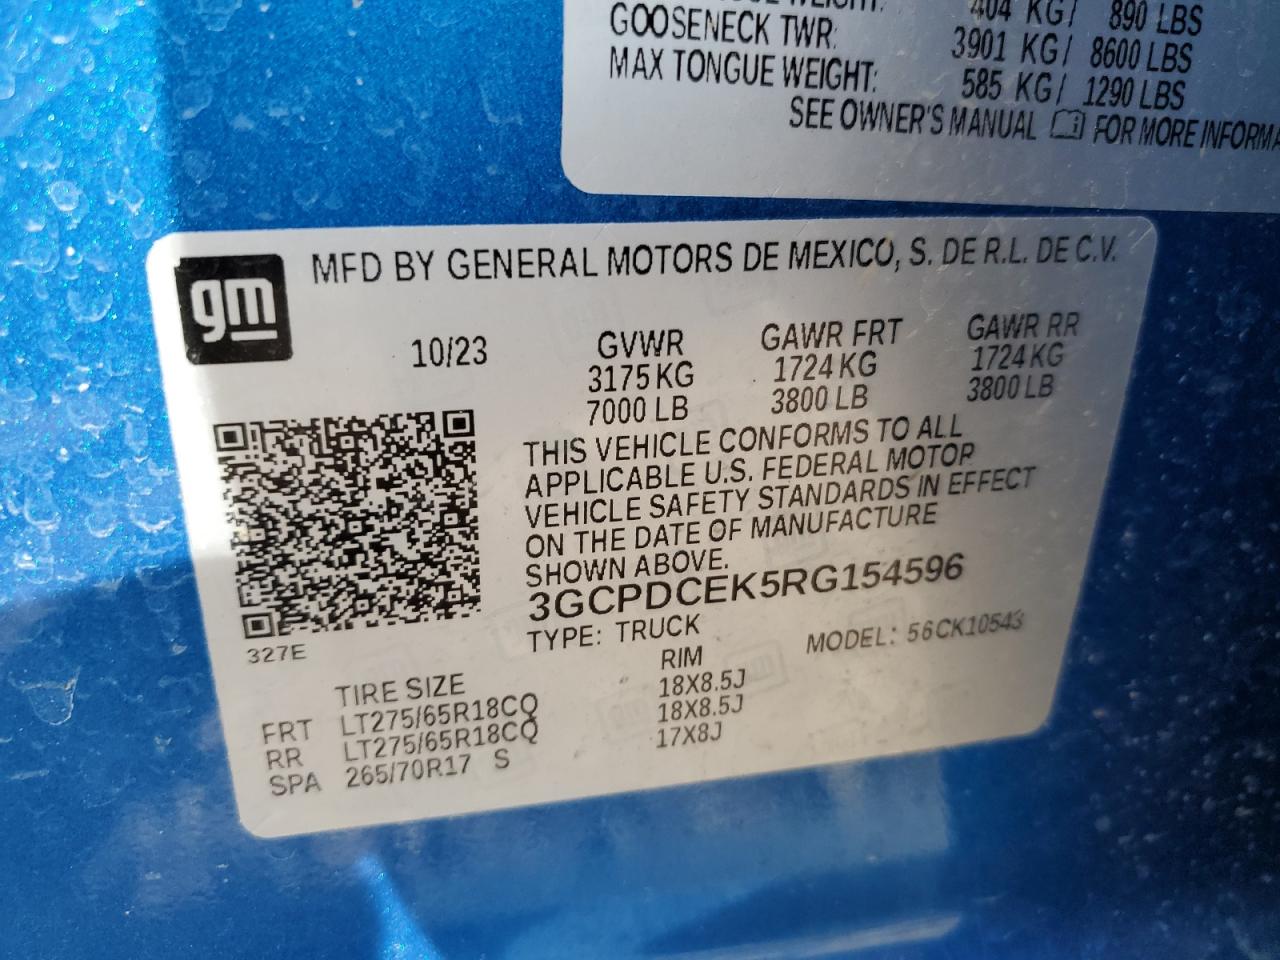 404 KG/ 890 LBS
GOOSENECK TWR: 3901 KG/ 8600 LBS
MAX TONGUE WEIGHT: 585 KG/ 1290 LBS
SEE OWNER'S MANUAL FOR MORE INFORMA
gm
MFD BY GENERAL MOTORS DE MEXICO, S. DE R.L. DE C.V.
10/23 GVWR GAWR FRT GAWR RR
3175 KG 1724 KG 1724 KG
7000 LB 3800 LB 3800 LB
THIS VEHICLE CONFORMS TO ALL
APPLICABLE U.S. FEDERAL MOTOR
VEHICLE SAFETY STANDARDS IN EFFECT
ON THE DATE OF MANUFACTURE
SHOWN ABOVE.
3GCPDCEK5RG154596
327E
TYPE: TRUCK MODEL: 56CK10543
TIRE SIZE RIM
FRT LT275/65R18CQ 18X8.5J
RR LT275/65R18CQ 18X8.5J
SPA 265/70R17 S 17X8J